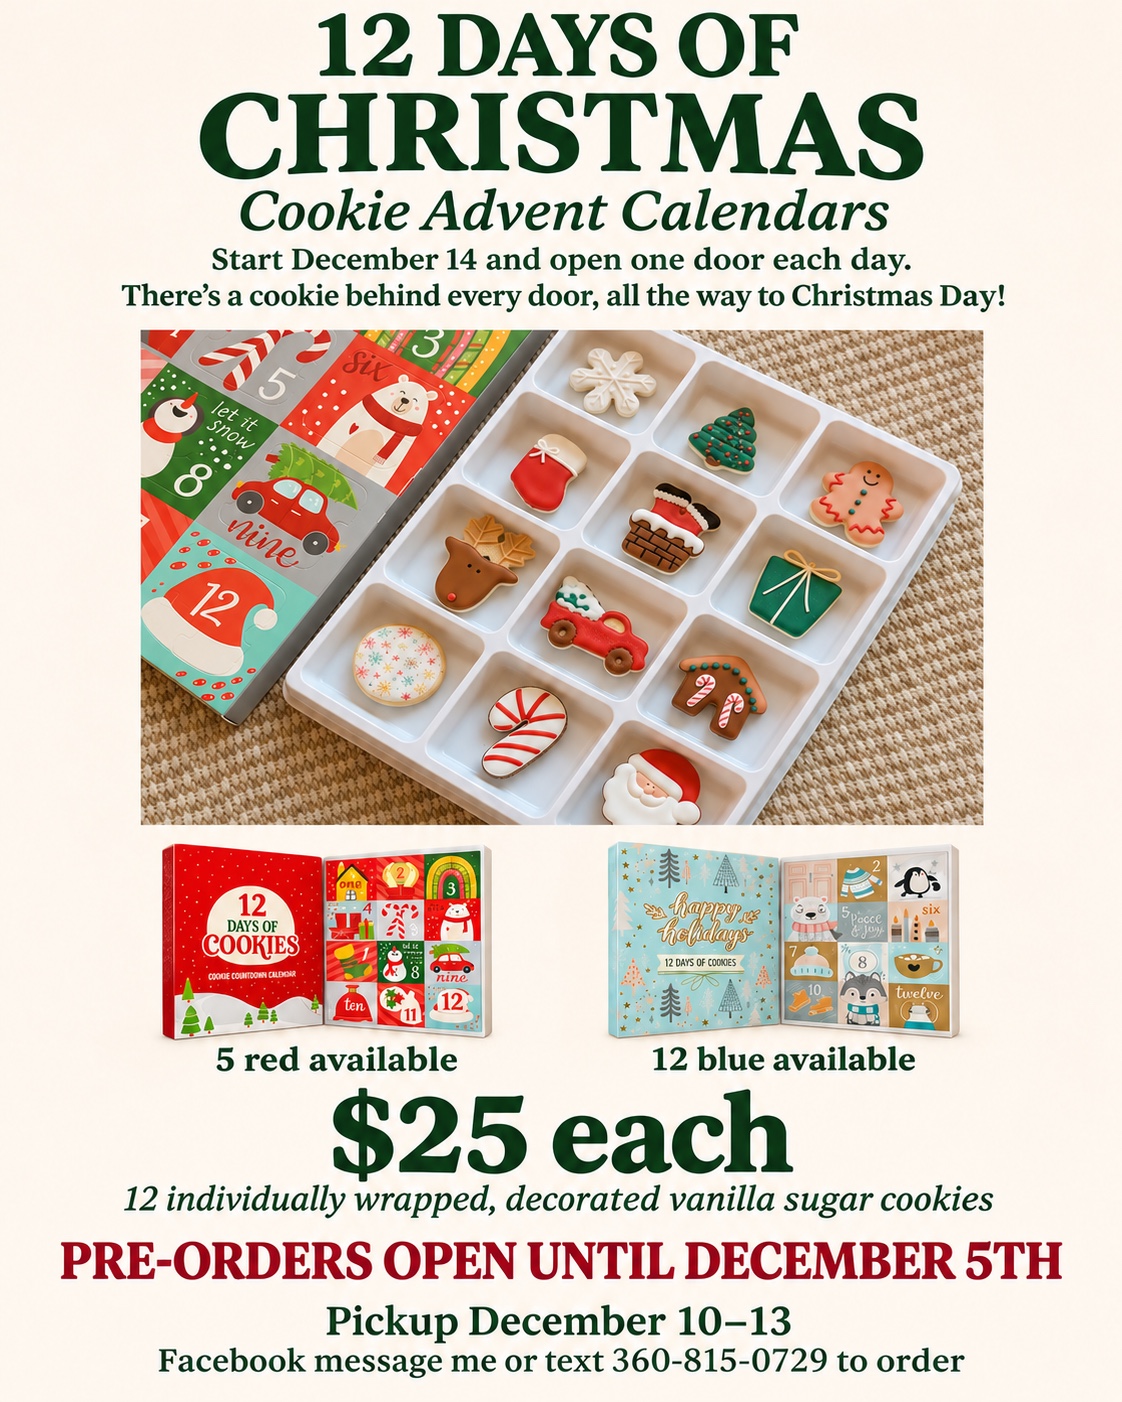 12 DAYS OF
CHRISTMAS
Cookie Advent Calendars
Start December 14 and open one door each day.
There's a cookie behind every door, all the way to Christmas Day!
3
5
six
let it
snow
8
nine
12
12
DAYS OF
COOKIES
COOKIE COUNTDOWN CALENDAR
one
2
3
4
let it
8
nine
ten
11
12
happy
holidays
12 DAYS OF COOKIES
2
5 Peace
& Joy
six
7
8
10
twelve
5 red available
12 blue available
$25 each
12 individually wrapped, decorated vanilla sugar cookies
PRE-ORDERS OPEN UNTIL DECEMBER 5TH
Pickup December 10–13
Facebook message me or text 360-815-0729 to order